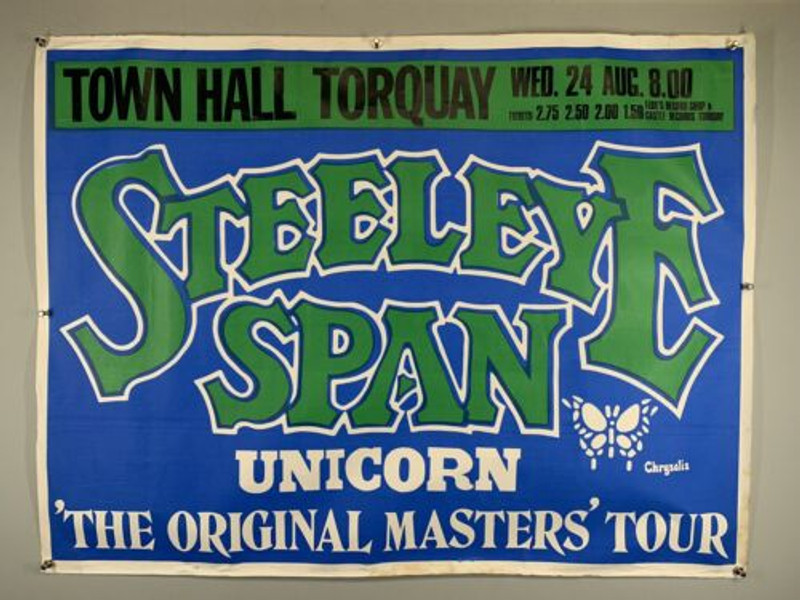 TOWN HALL TORQUAY WED. 24 AUG. 8.00
TICKETS 2.75 2.50 2.00 1.50
STEELEYE
SPAN
Chrysalis
UNICORN
'THE ORIGINAL MASTERS' TOUR